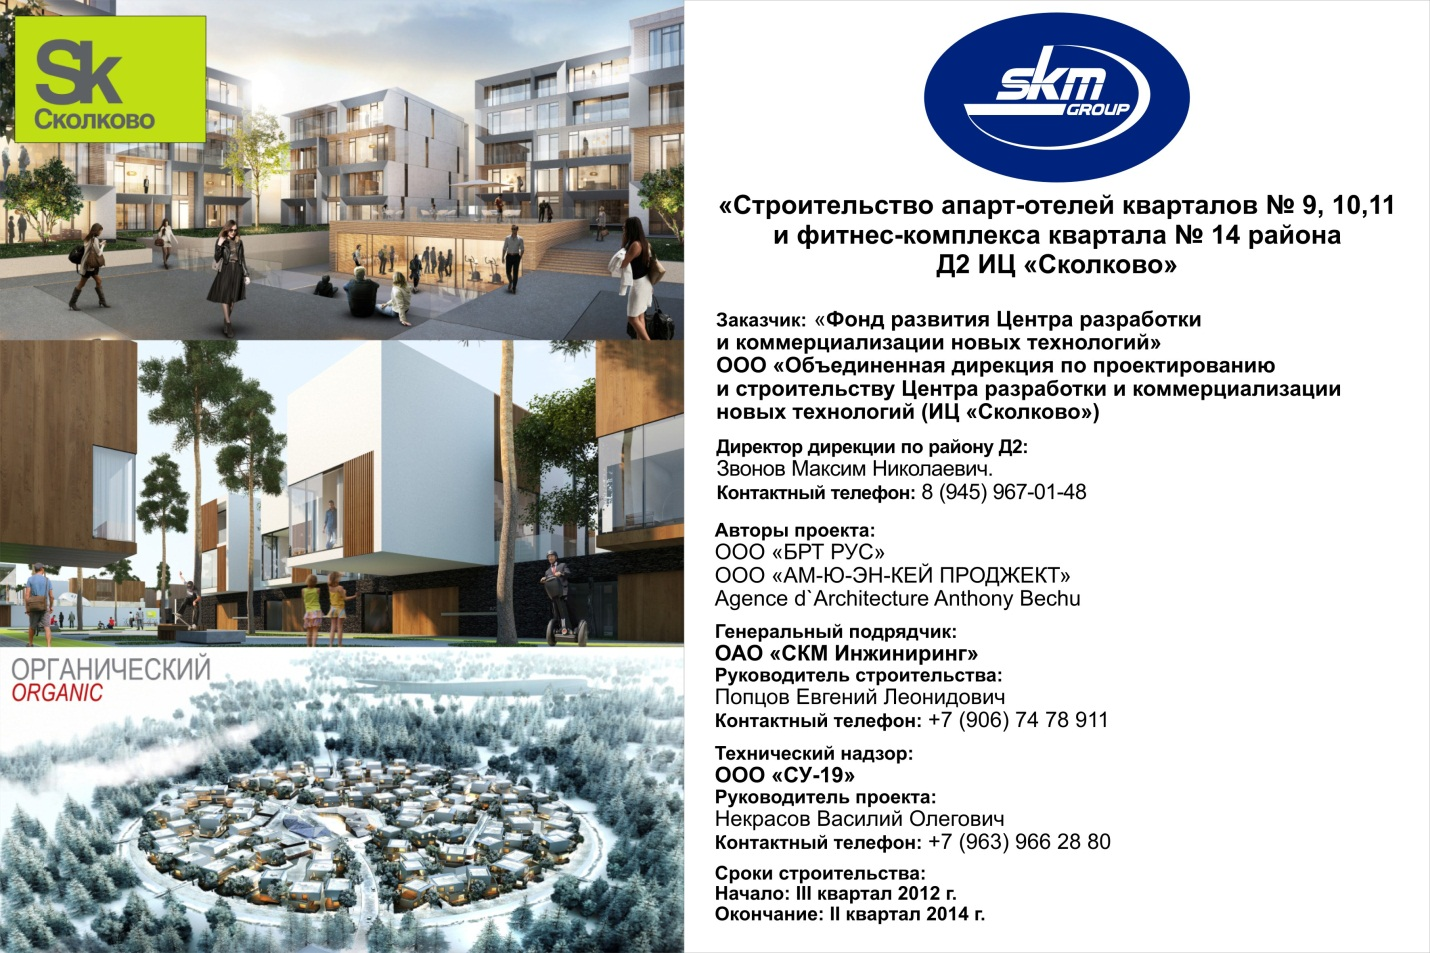 Sk
Сколково
ОРГАНИЧЕСКИЙ
ORGANIC
skm
GROUP
«Строительство апарт-отелей кварталов № 9, 10,11
и фитнес-комплекса квартала № 14 района
Д2 ИЦ «Сколково»
Заказчик: «Фонд развития Центра разработки
и коммерциализации новых технологий»
ООО «Объединенная дирекция по проектированию
и строительству Центра разработки и коммерциализации
новых технологий (ИЦ «Сколково»)
Директор дирекции по району Д2:
Звонов Максим Николаевич.
Контактный телефон: 8 (945) 967-01-48
Авторы проекта:
ООО «БРТ РУС»
ООО «АМ-Ю-ЭН-КЕЙ ПРОДЖЕКТ»
Agence d`Architecture Anthony Bechu
Генеральный подрядчик:
ОАО «СКМ Инжиниринг»
Руководитель строительства:
Попцов Евгений Леонидович
Контактный телефон: +7 (906) 74 78 911
Технический надзор:
ООО «СУ-19»
Руководитель проекта:
Некрасов Василий Олегович
Контактный телефон: +7 (963) 966 28 80
Сроки строительства:
Начало: III квартал 2012 г.
Окончание: II квартал 2014 г.